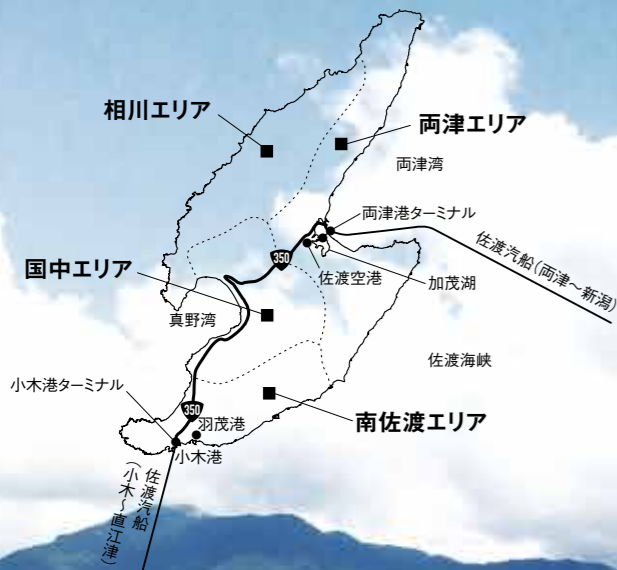 相川エリア
両津エリア
両津湾
両津港ターミナル
佐渡汽船(両津〜新潟)
350
佐渡空港
加茂湖
国中エリア
真野湾
佐渡海峡
小木港ターミナル
350
羽茂港
南佐渡エリア
小木港
佐渡汽船
(小木〜直江津)